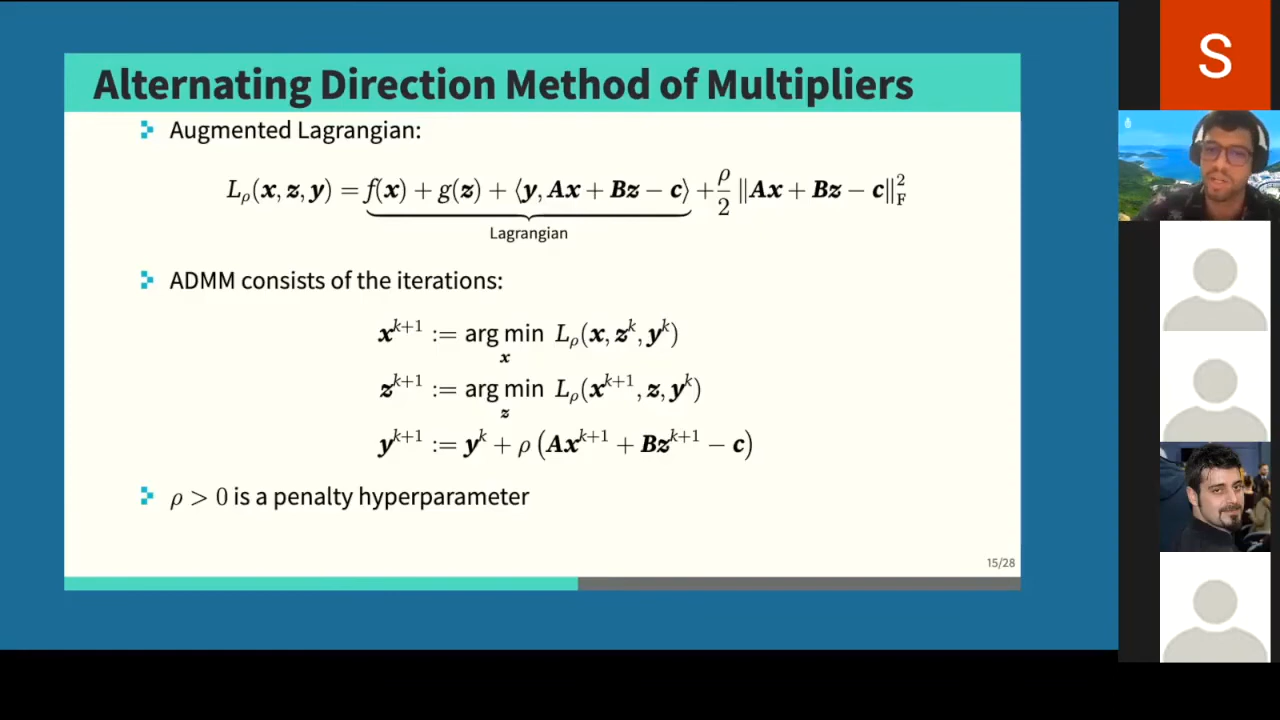 Alternating Direction Method of Multipliers
Augmented Lagrangian:
L_ρ(x, z, y) = f(x) + g(z) + ⟨y, Ax + Bz − c⟩ + ρ/2 ‖Ax + Bz − c‖²_F
Lagrangian
ADMM consists of the iterations:
x^{k+1} := arg min_x L_ρ(x, z^k, y^k)
z^{k+1} := arg min_z L_ρ(x^{k+1}, z, y^k)
y^{k+1} := y^k + ρ (Ax^{k+1} + Bz^{k+1} − c)
ρ > 0 is a penalty hyperparameter
15/28
S